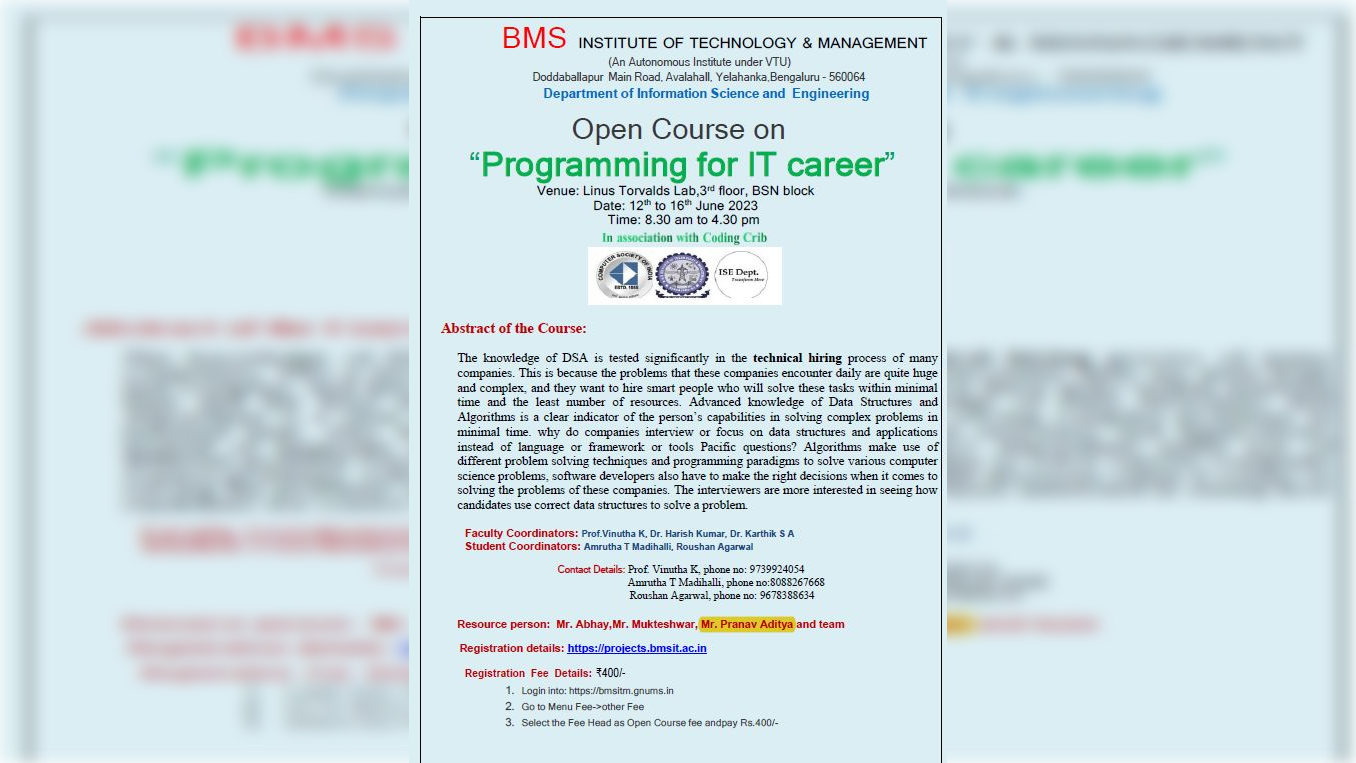 BMS INSTITUTE OF TECHNOLOGY & MANAGEMENT
(An Autonomous Institute under VTU)
Doddaballapur Main Road, Avalahall, Yelahanka,Bengaluru - 560064
Department of Information Science and Engineering
Open Course on
“Programming for IT career”
Venue: Linus Torvalds Lab,3rd floor, BSN block
Date: 12th to 16th June 2023
Time: 8.30 am to 4.30 pm
In association with Coding Crib
COMPUTER SOCIETY OF INDIA
ESTD. 1965
ISE Dept.
Transform Here
Abstract of the Course:
The knowledge of DSA is tested significantly in the technical hiring process of many
companies. This is because the problems that these companies encounter daily are quite huge
and complex, and they want to hire smart people who will solve these tasks within minimal
time and the least number of resources. Advanced knowledge of Data Structures and
Algorithms is a clear indicator of the person’s capabilities in solving complex problems in
minimal time. why do companies interview or focus on data structures and applications
instead of language or framework or tools Pacific questions? Algorithms make use of
different problem solving techniques and programming paradigms to solve various computer
science problems, software developers also have to make the right decisions when it comes to
solving the problems of these companies. The interviewers are more interested in seeing how
candidates use correct data structures to solve a problem.
Faculty Coordinators: Prof.Vinutha K, Dr. Harish Kumar, Dr. Karthik S A
Student Coordinators: Amrutha T Madihalli, Roushan Agarwal
Contact Details: Prof. Vinutha K, phone no: 9739924054
Amrutha T Madihalli, phone no:8088267668
Roushan Agarwal, phone no: 9678388634
Resource person: Mr. Abhay,Mr. Mukteshwar, Mr. Pranav Aditya and team
Registration details: https://projects.bmsit.ac.in
Registration Fee Details: ₹400/-
1. Login into: https://bmsitm.gnums.in
2. Go to Menu Fee->other Fee
3. Select the Fee Head as Open Course fee andpay Rs.400/-